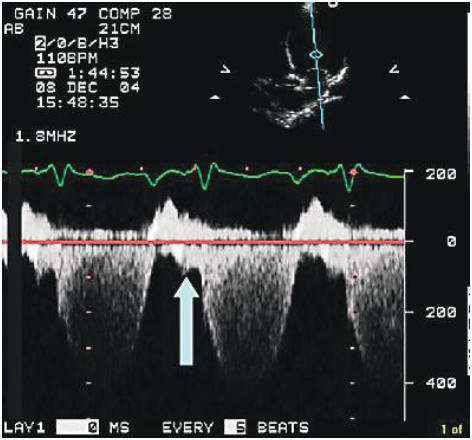 GAIN 47 COMP 28
AB 21CM
2/0/B/H3
110BPM
1:44:53
08 DEC 04
15:48:35
1.8MHZ
200
0
200
400
LAY1 0 MS EVERY 5 BEATS
1 of